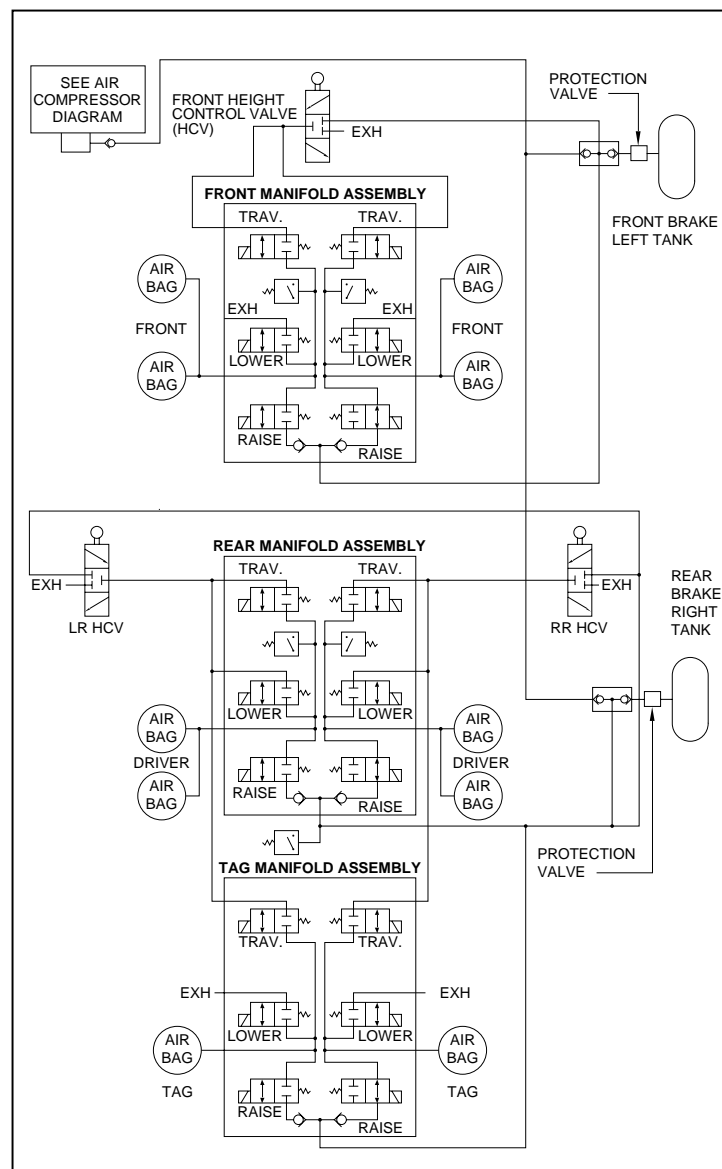 SEE AIR
COMPRESSOR
DIAGRAM
FRONT HEIGHT
CONTROL VALVE
(HCV)
EXH
PROTECTION
VALVE
FRONT BRAKE
LEFT TANK
FRONT MANIFOLD ASSEMBLY
TRAV.
TRAV.
AIR
BAG
AIR
BAG
EXH
EXH
FRONT
FRONT
LOWER
LOWER
AIR
BAG
AIR
BAG
RAISE
RAISE
REAR MANIFOLD ASSEMBLY
EXH
TRAV.
TRAV.
EXH
LR HCV
RR HCV
REAR
BRAKE
RIGHT
TANK
LOWER
LOWER
AIR
BAG
AIR
BAG
DRIVER
DRIVER
AIR
BAG
AIR
BAG
RAISE
RAISE
PROTECTION
VALVE
TAG MANIFOLD ASSEMBLY
TRAV.
TRAV.
EXH
EXH
LOWER
LOWER
AIR
BAG
AIR
BAG
TAG
TAG
RAISE
RAISE